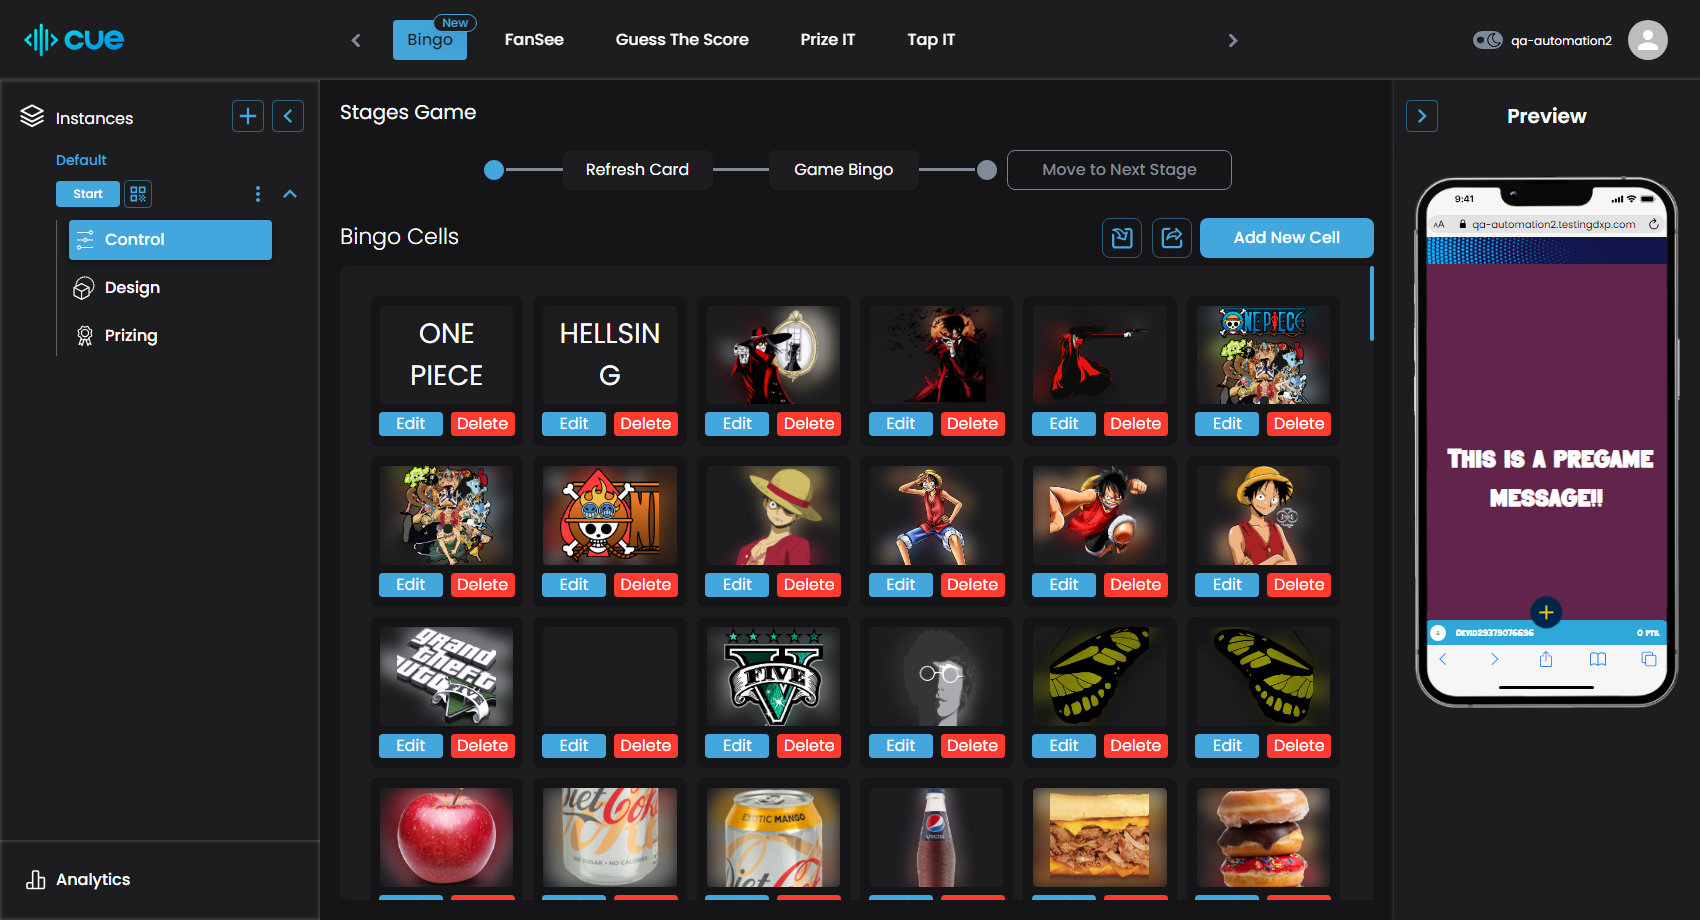 cue
Bingo
New
FanSee
Guess The Score
Prize IT
Tap IT
qa-automation2
Instances
Default
Start
Control
Design
Prizing
Analytics
Stages Game
Refresh Card
Game Bingo
Move to Next Stage
Bingo Cells
Add New Cell
ONE
PIECE
HELLSIN
G
ONE PIECE
Edit Delete Edit Delete Edit Delete Edit Delete Edit Delete Edit Delete
Edit Delete Edit Delete Edit Delete Edit Delete Edit Delete Edit Delete
grand
theft
auto
FIVE
V
FIVE
Edit Delete Edit Delete Edit Delete Edit Delete Edit Delete Edit Delete
Diet Coke
NO SUGAR • NO CALORIES
EXOTIC MANGO
Diet Coke
pepsi
Preview
9:41
AA qa-automation2.testingdxp.com
THIS IS A PREGAME
MESSAGE!!
DEVID29379076696
0 PTS.